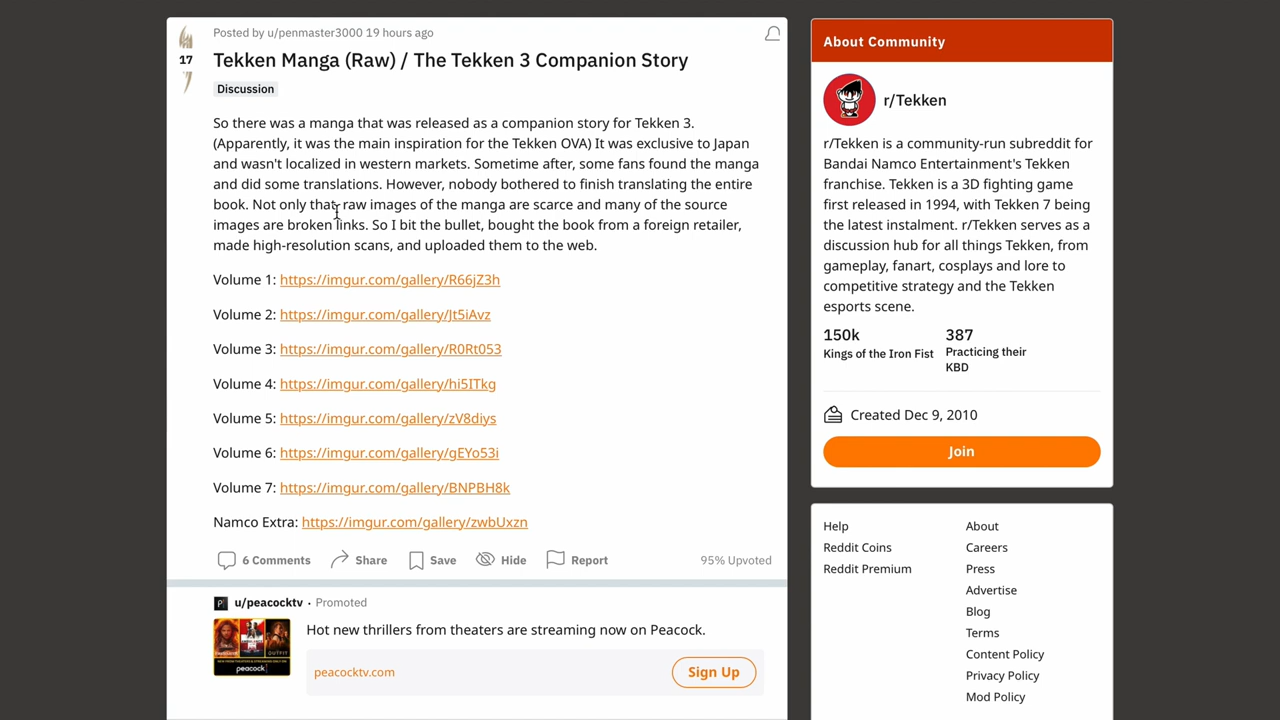 Posted by u/penmaster3000 19 hours ago
17
Tekken Manga (Raw) / The Tekken 3 Companion Story
Discussion
So there was a manga that was released as a companion story for Tekken 3.
(Apparently, it was the main inspiration for the Tekken OVA) It was exclusive to Japan
and wasn't localized in western markets. Sometime after, some fans found the manga
and did some translations. However, nobody bothered to finish translating the entire
book. Not only that, raw images of the manga are scarce and many of the source
images are broken links. So I bit the bullet, bought the book from a foreign retailer,
made high-resolution scans, and uploaded them to the web.
Volume 1: https://imgur.com/gallery/R66jZ3h
Volume 2: https://imgur.com/gallery/Jt5iAvz
Volume 3: https://imgur.com/gallery/R0Rt053
Volume 4: https://imgur.com/gallery/hi5ITkg
Volume 5: https://imgur.com/gallery/zV8diys
Volume 6: https://imgur.com/gallery/gEYo53i
Volume 7: https://imgur.com/gallery/BNPBH8k
Namco Extra: https://imgur.com/gallery/zwbUxzn
6 Comments Share Save Hide Report 95% Upvoted
u/peacocktv · Promoted
Hot new thrillers from theaters are streaming now on Peacock.
OUTFIT
peacock
peacocktv.com
Sign Up
About Community
r/Tekken
r/Tekken is a community-run subreddit for
Bandai Namco Entertainment's Tekken
franchise. Tekken is a 3D fighting game
first released in 1994, with Tekken 7 being
the latest instalment. r/Tekken serves as a
discussion hub for all things Tekken, from
gameplay, fanart, cosplays and lore to
competitive strategy and the Tekken
esports scene.
150k
Kings of the Iron Fist
387
Practicing their
KBD
Created Dec 9, 2010
Join
Help
Reddit Coins
Reddit Premium
About
Careers
Press
Advertise
Blog
Terms
Content Policy
Privacy Policy
Mod Policy